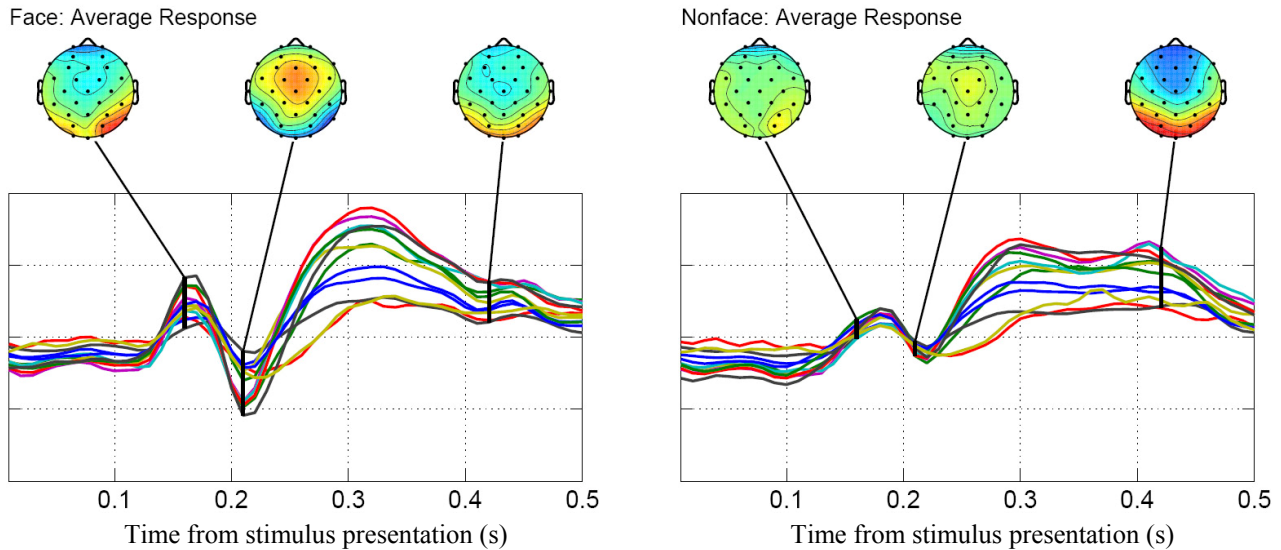 Face: Average Response
0.1 0.2 0.3 0.4 0.5
Time from stimulus presentation (s)
Nonface: Average Response
0.1 0.2 0.3 0.4 0.5
Time from stimulus presentation (s)